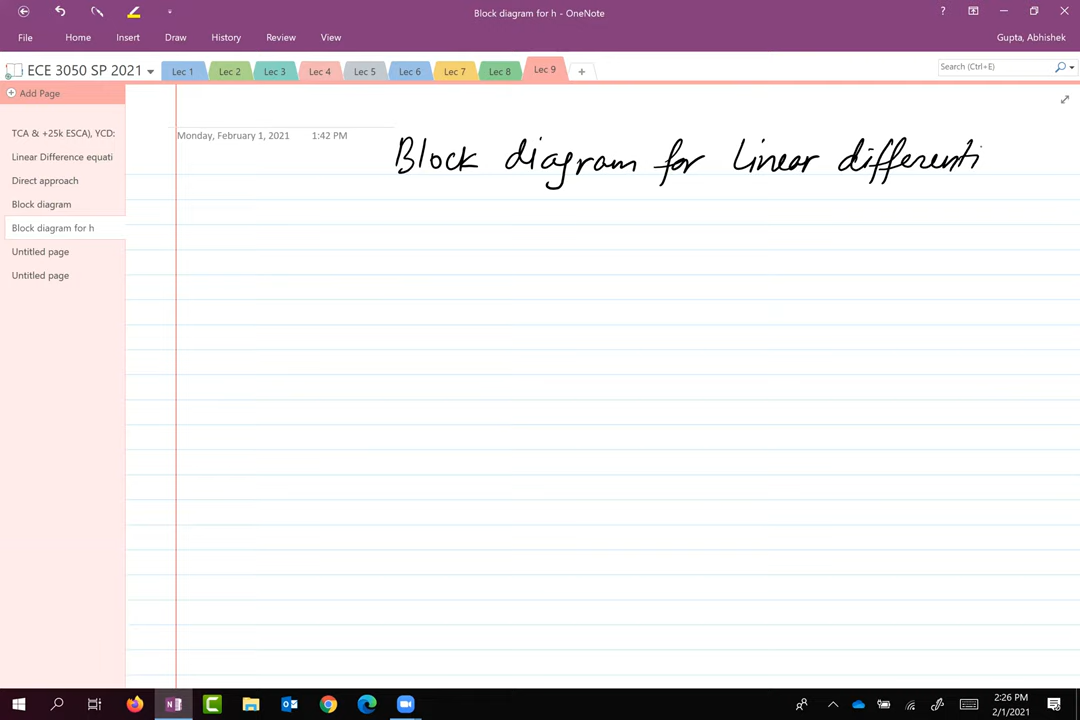 Block diagram for h - OneNote
File Home Insert Draw History Review View
Gupta, Abhishek
ECE 3050 SP 2021
Lec 1 Lec 2 Lec 3 Lec 4 Lec 5 Lec 6 Lec 7 Lec 8 Lec 9
Search (Ctrl+E)
Add Page
TCA & +25k ESCA), YCD:
Linear Difference equati
Direct approach
Block diagram
Block diagram for h
Untitled page
Untitled page
Monday, February 1, 2021 1:42 PM
Block diagram for linear differenti
2:26 PM
2/1/2021